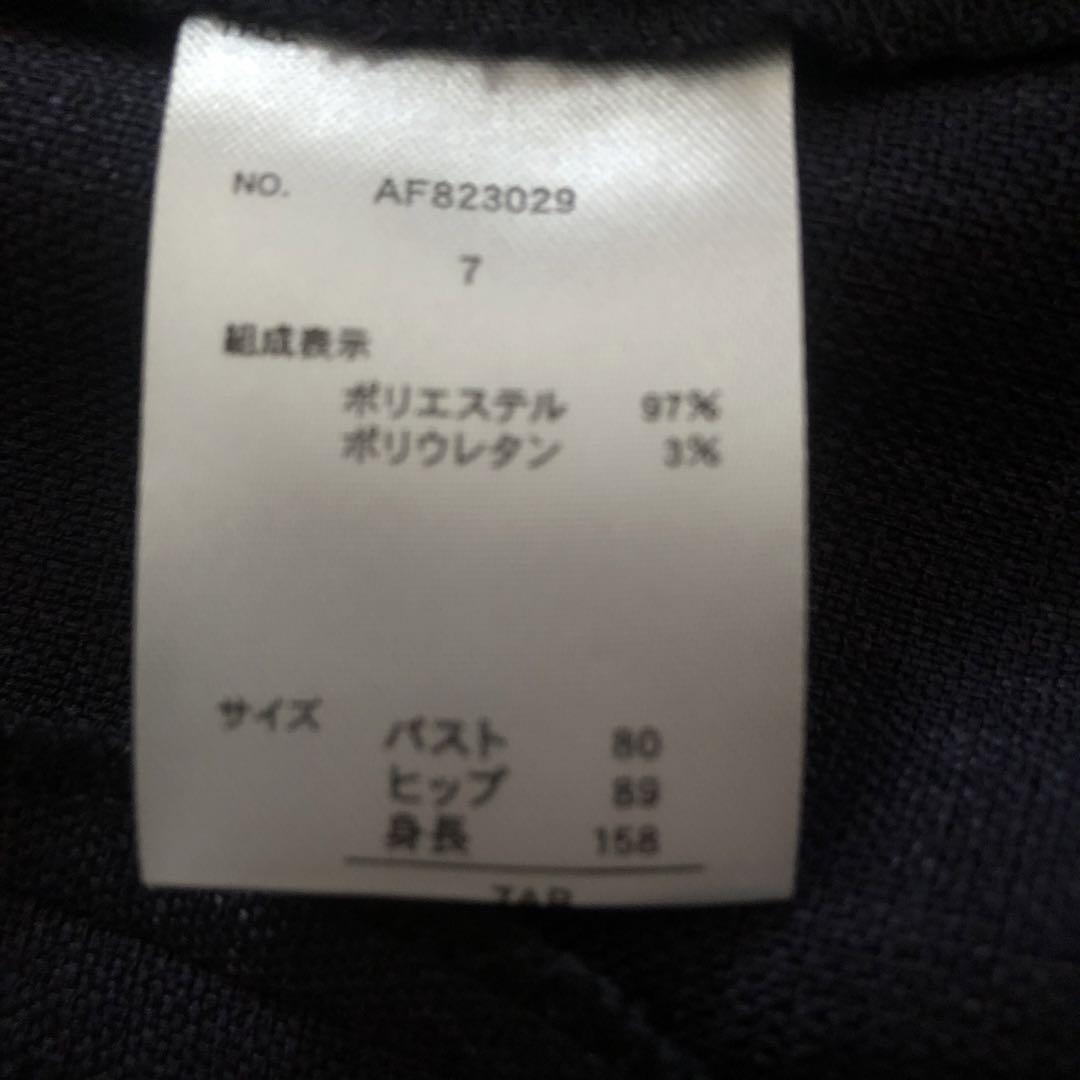 NO. AF823029
7
組成表示
ポリエステル 97%
ポリウレタン 3%
サイズ
バスト 80
ヒップ 89
身長 158